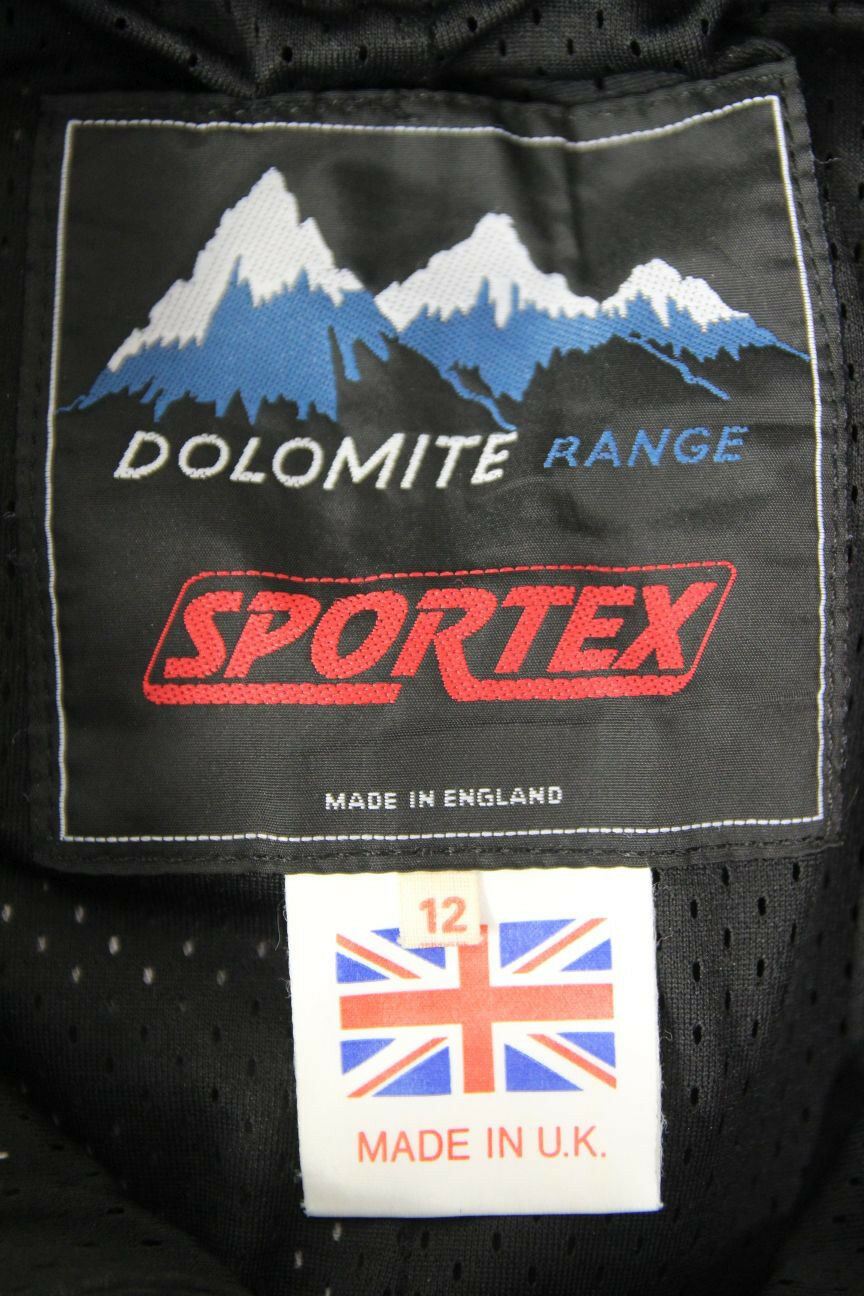 DOLOMITE RANGE
SPORTEX
MADE IN ENGLAND
12
MADE IN U.K.